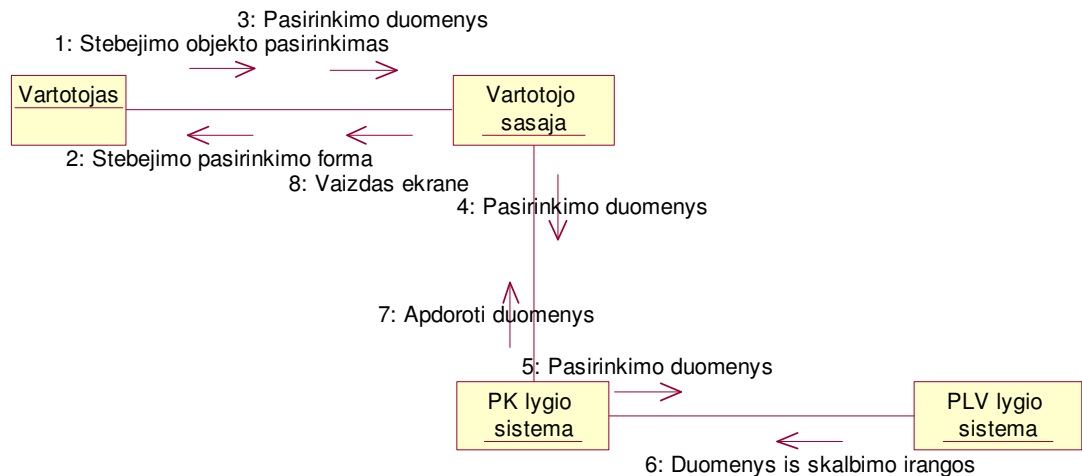 3: Pasirinkimo duomenys
1: Stebejimo objekto pasirinkimas
Vartotojas
Vartotojo
sasaja
2: Stebejimo pasirinkimo forma
8: Vaizdas ekrane
4: Pasirinkimo duomenys
7: Apdoroti duomenys
5: Pasirinkimo duomenys
PK lygio
sistema
PLV lygio
sistema
6: Duomenys is skalbimo irangos